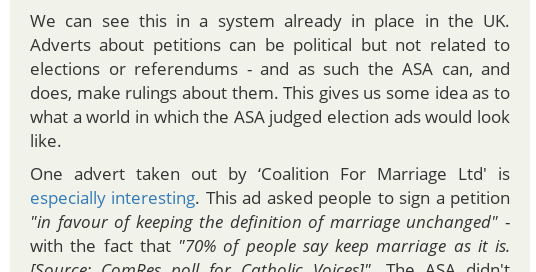 We can see this in a system already in place in the UK.
Adverts about petitions can be political but not related to
elections or referendums - and as such the ASA can, and
does, make rulings about them. This gives us some idea as to
what a world in which the ASA judged election ads would look
like.
One advert taken out by ‘Coalition For Marriage Ltd' is
especially interesting. This ad asked people to sign a petition
"in favour of keeping the definition of marriage unchanged" -
with the fact that "70% of people say keep marriage as it is.
[Source: ComRes poll for Catholic Voices]". The ASA didn't